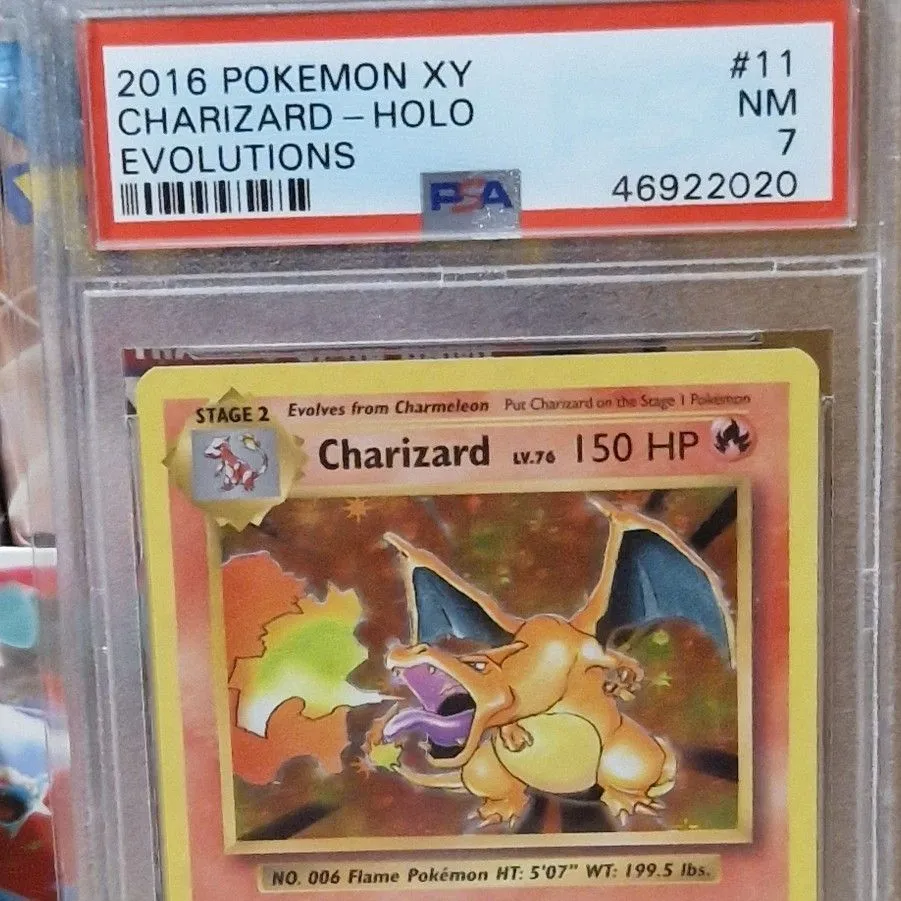 2016 POKEMON XY #11
CHARIZARD – HOLO NM
EVOLUTIONS 7
PSA 46922020
STAGE 2 Evolves from Charmeleon Put Charizard on the Stage 1 Pokémon
Charizard LV.76 150 HP
NO. 006 Flame Pokémon HT: 5'07" WT: 199.5 lbs.